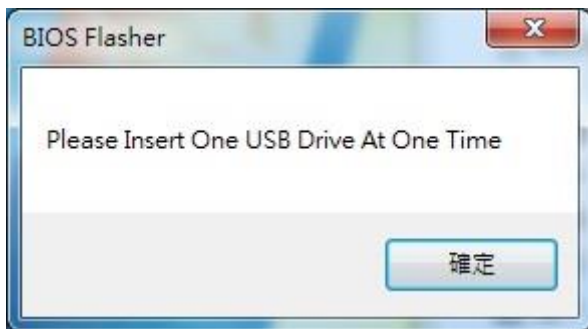 BIOS Flasher
Please Insert One USB Drive At One Time
確定